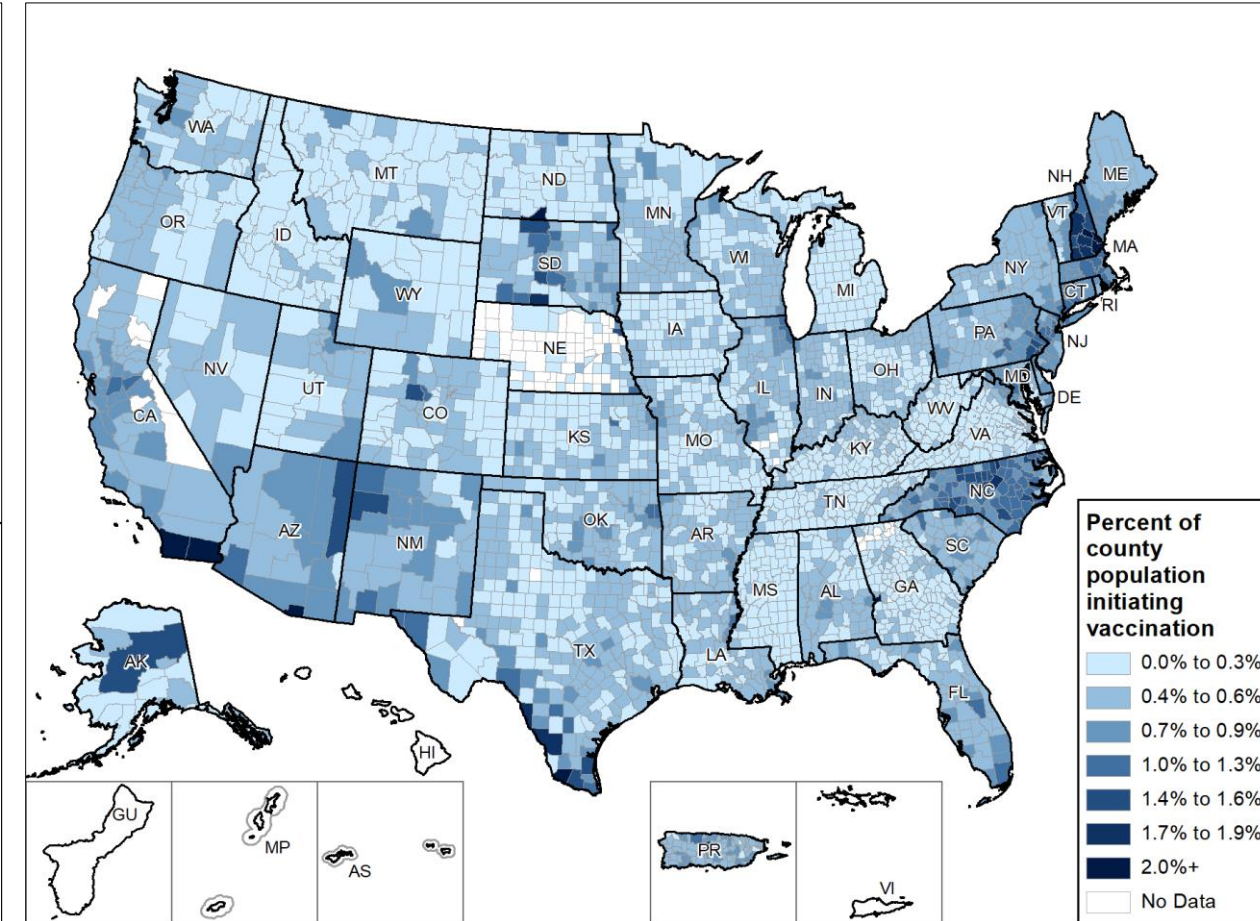 WA
MT
ND
MN
ME
NH
VT
OR
ID
SD
WI
NY
MA
WY
MI
CT
RI
IA
PA
NJ
NE
NV
OH
MD
DE
UT
IL
IN
CA
CO
WV
VA
KS
MO
KY
NC
TN
OK
AZ
NM
AR
SC
MS
AL
GA
TX
LA
FL
AK
HI
GU
MP
AS
PR
VI
Percent of
county
population
initiating
vaccination
0.0% to 0.3%
0.4% to 0.6%
0.7% to 0.9%
1.0% to 1.3%
1.4% to 1.6%
1.7% to 1.9%
2.0%+
No Data